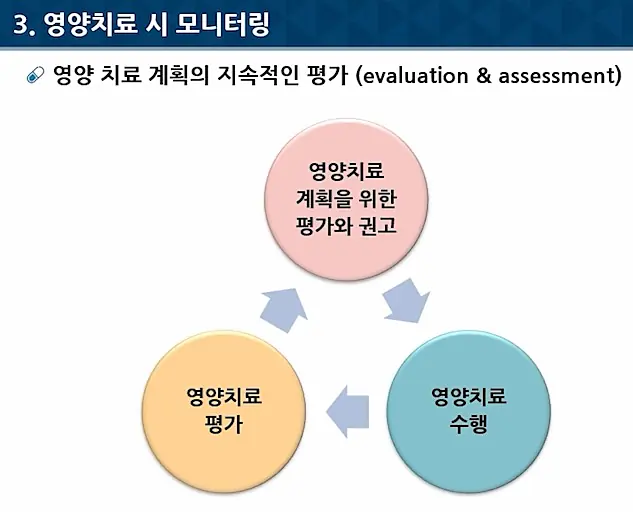 3. 영양치료 시 모니터링
영양 치료 계획의 지속적인 평가 (evaluation & assessment)
영양치료
계획을 위한
평가와 권고
영양치료
수행
영양치료
평가